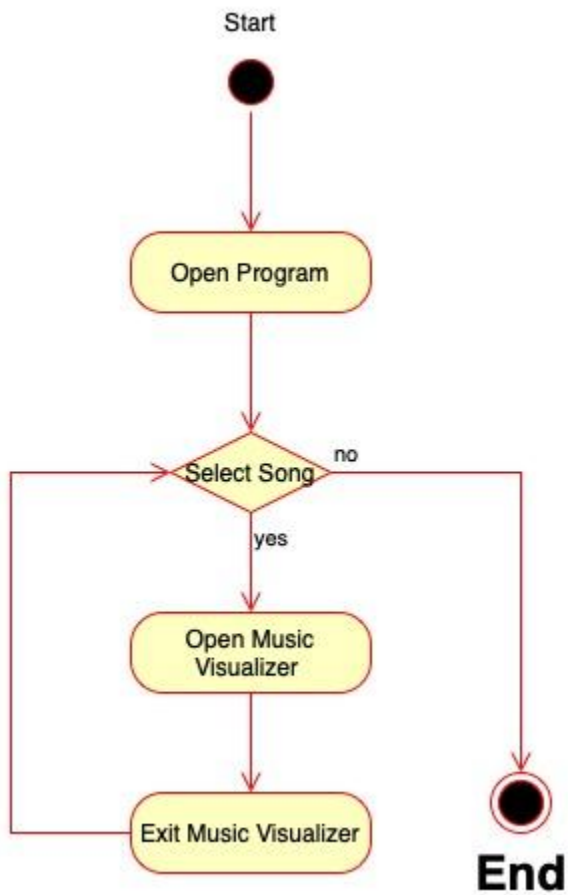 Start
Open Program
Select Song
no
yes
Open Music
Visualizer
Exit Music Visualizer
End